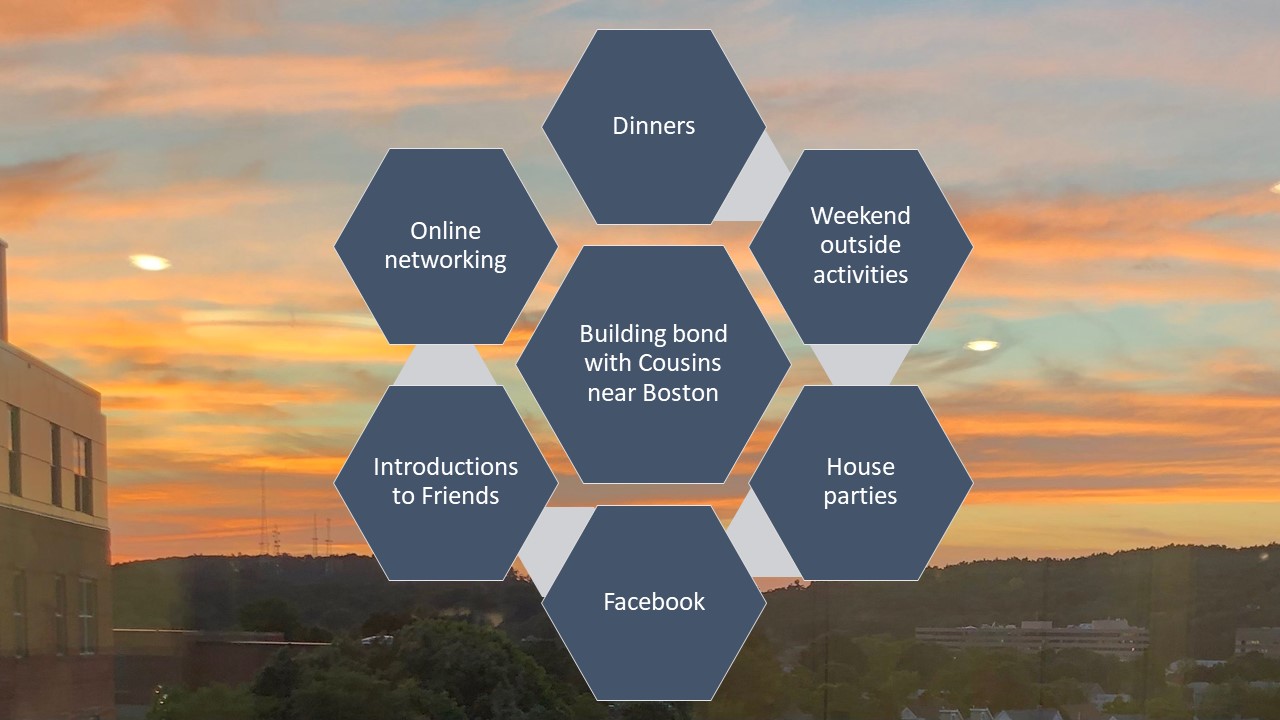 Dinners
Weekend
outside
activities
Online
networking
Building bond
with Cousins
near Boston
House
parties
Introductions
to Friends
Facebook